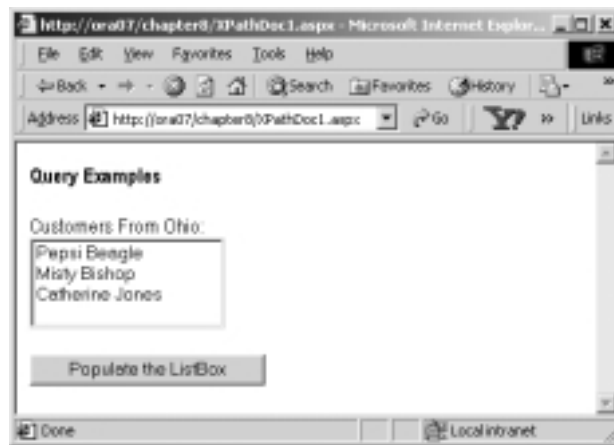 http://ora07/chapter8/XPathDoc1.aspx - Microsoft Internet Explor...
File Edit View Favorites Tools Help
Back Search Favorites History »
Address http://ora07/chapter8/XPathDoc1.aspx Go Y? » Links
Query Examples
Customers From Ohio:
Pepsi Beagle
Misty Bishop
Catherine Jones
Populate the ListBox
Done Local intranet